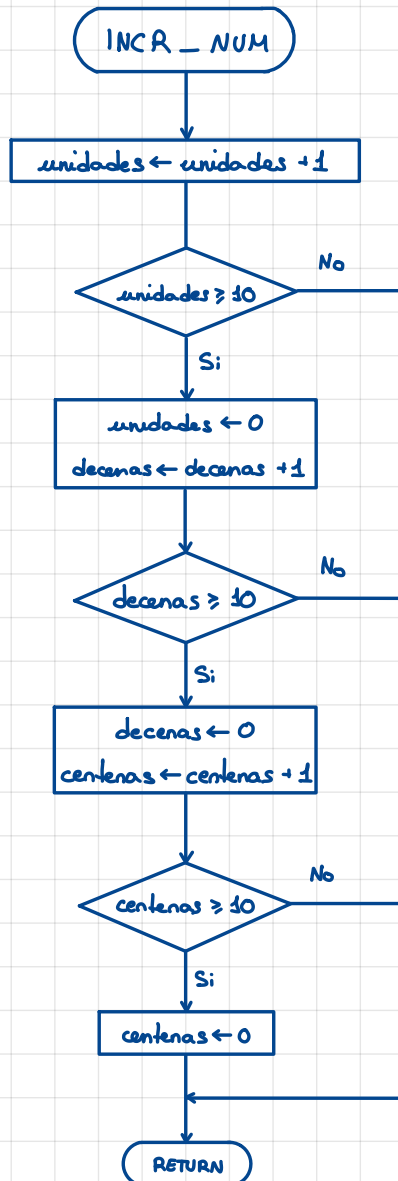 INCR_NUM
unidades ← unidades +1
unidades ≥ 10
No
Si
unidades ← 0
decenas ← decenas +1
decenas ≥ 10
No
Si
decenas ← 0
centenas ← centenas +1
centenas ≥ 10
No
Si
centenas ← 0
RETURN